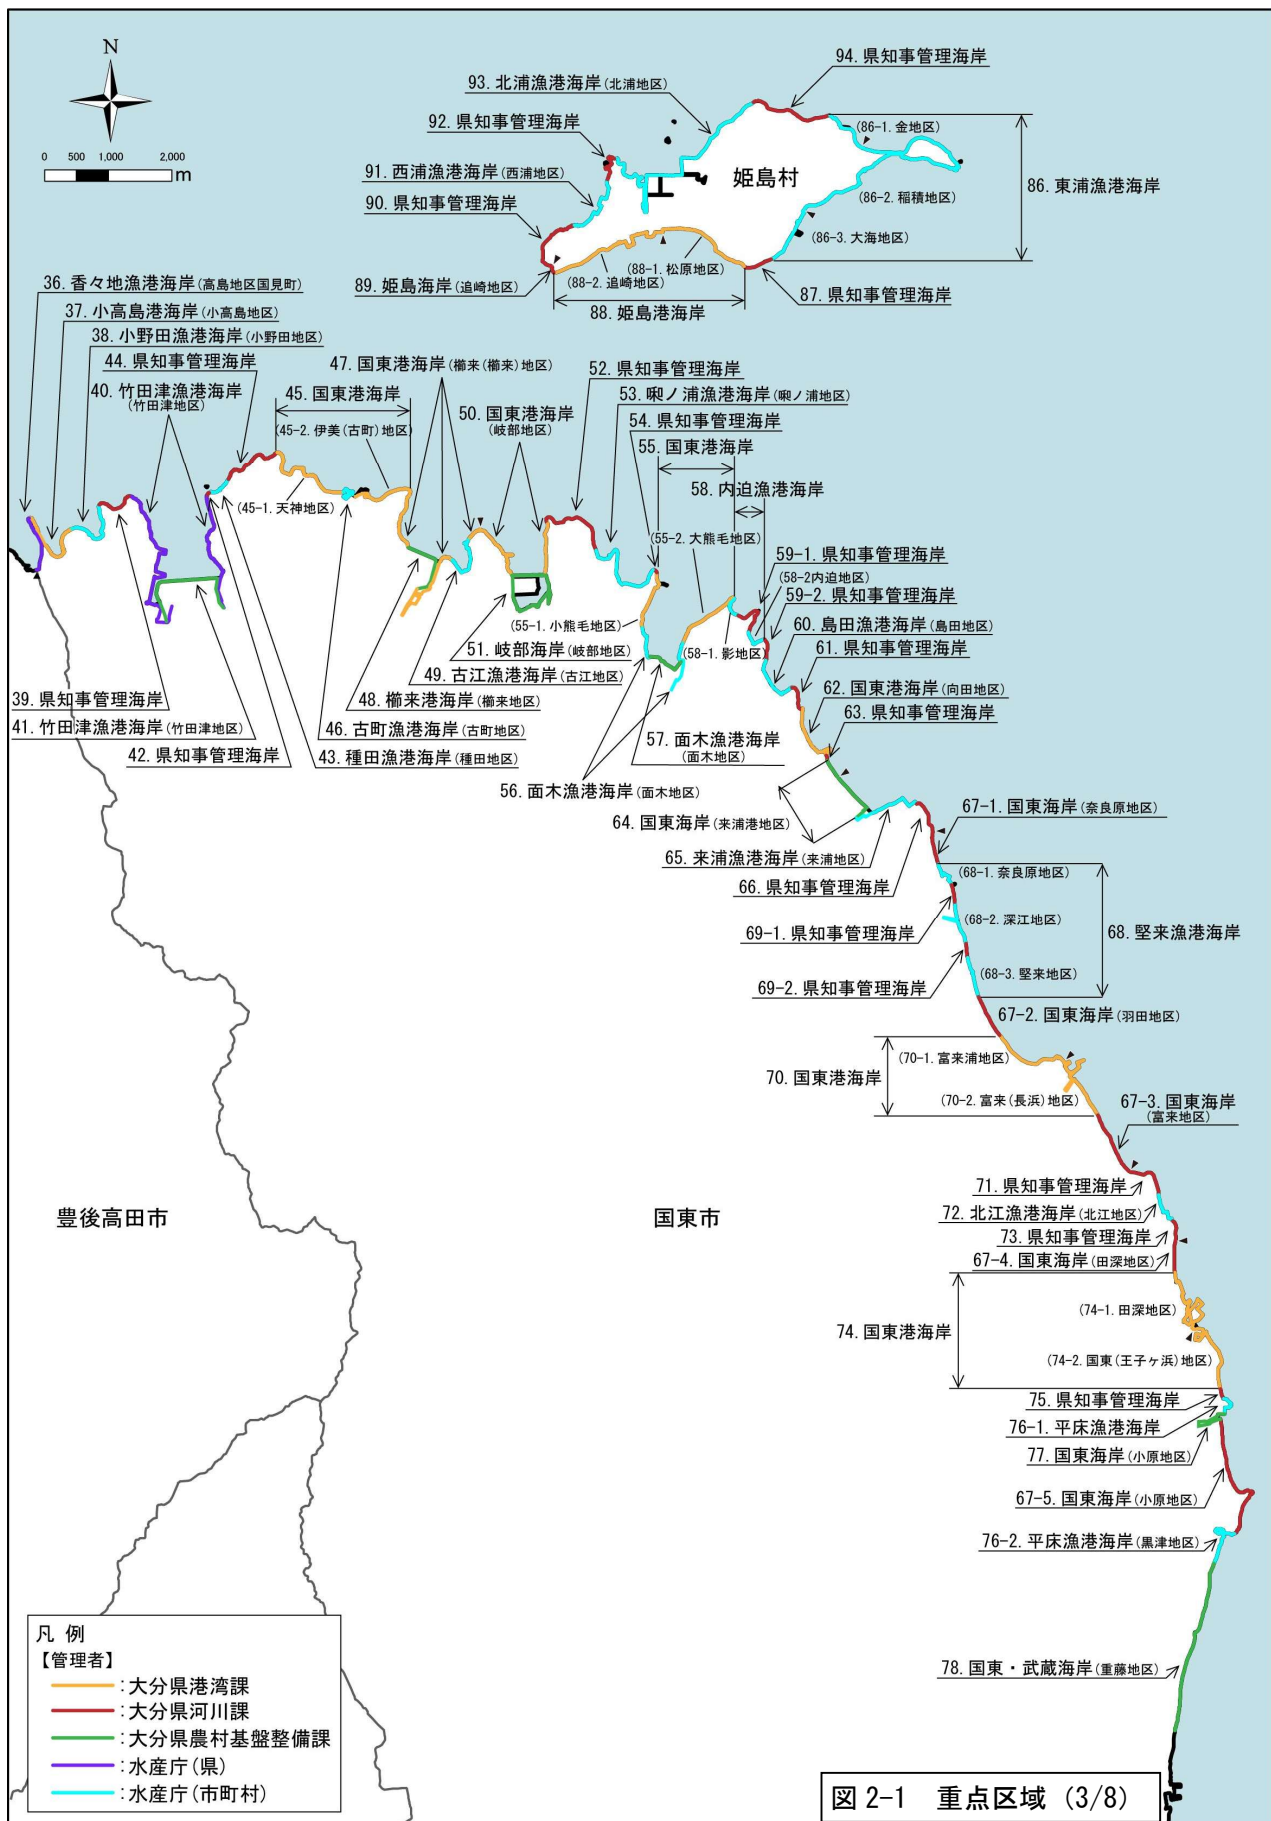 N
0 500 1,000 2,000
m
94. 県知事管理海岸
93. 北浦漁港海岸(北浦地区)
92. 県知事管理海岸
(86-1. 金地区)
91. 西浦漁港海岸(西浦地区)
姫島村
86. 東浦漁港海岸
90. 県知事管理海岸
(86-2. 稲積地区)
(86-3. 大海地区)
(88-1. 松原地区)
89. 姫島海岸(追崎地区)
(88-2. 追崎地区)
87. 県知事管理海岸
88. 姫島港海岸
36. 香々地漁港海岸(高島地区国見町)
37. 小高島港海岸(小高島地区)
38. 小野田漁港海岸(小野田地区)
44. 県知事管理海岸
40. 竹田津漁港海岸
(竹田津地区)
45. 国東港海岸
47. 国東港海岸(櫛来(櫛来)地区)
(45-2. 伊美(古町)地区)
50. 国東港海岸
(岐部地区)
52. 県知事管理海岸
53. 啝ノ浦漁港海岸(啝ノ浦地区)
54. 県知事管理海岸
55. 国東港海岸
58. 内迫漁港海岸
(45-1. 天神地区)
(55-2. 大熊毛地区)
59-1. 県知事管理海岸
(58-2内迫地区)
59-2. 県知事管理海岸
60. 島田漁港海岸(島田地区)
61. 県知事管理海岸
(55-1. 小熊毛地区)
(58-1. 影地区)
51. 岐部海岸(岐部地区)
49. 古江漁港海岸(古江地区)
48. 櫛来港海岸(櫛来地区)
46. 古町漁港海岸(古町地区)
43. 種田漁港海岸(種田地区)
39. 県知事管理海岸
41. 竹田津漁港海岸(竹田津地区)
42. 県知事管理海岸
62. 国東港海岸(向田地区)
63. 県知事管理海岸
57. 面木漁港海岸
(面木地区)
56. 面木漁港海岸(面木地区)
64. 国東海岸(来浦港地区)
65. 来浦漁港海岸(来浦地区)
66. 県知事管理海岸
67-1. 国東海岸(奈良原地区)
(68-1. 奈良原地区)
69-1. 県知事管理海岸
(68-2. 深江地区)
68. 堅来漁港海岸
(68-3. 堅来地区)
69-2. 県知事管理海岸
67-2. 国東海岸(羽田地区)
(70-1. 富来浦地区)
70. 国東港海岸
(70-2. 富来(長浜)地区)
67-3. 国東海岸
(富来地区)
71. 県知事管理海岸
72. 北江漁港海岸(北江地区)
73. 県知事管理海岸
67-4. 国東海岸(田深地区)
豊後高田市
国東市
(74-1. 田深地区)
74. 国東港海岸
(74-2. 国東(王子ヶ浜)地区)
75. 県知事管理海岸
76-1. 平床漁港海岸
77. 国東海岸(小原地区)
67-5. 国東海岸(小原地区)
76-2. 平床漁港海岸(黒津地区)
78. 国東・武蔵海岸(重藤地区)
凡 例
【管理者】
:大分県港湾課
:大分県河川課
:大分県農村基盤整備課
:水産庁(県)
:水産庁(市町村)
図 2-1 重点区域 (3/8)